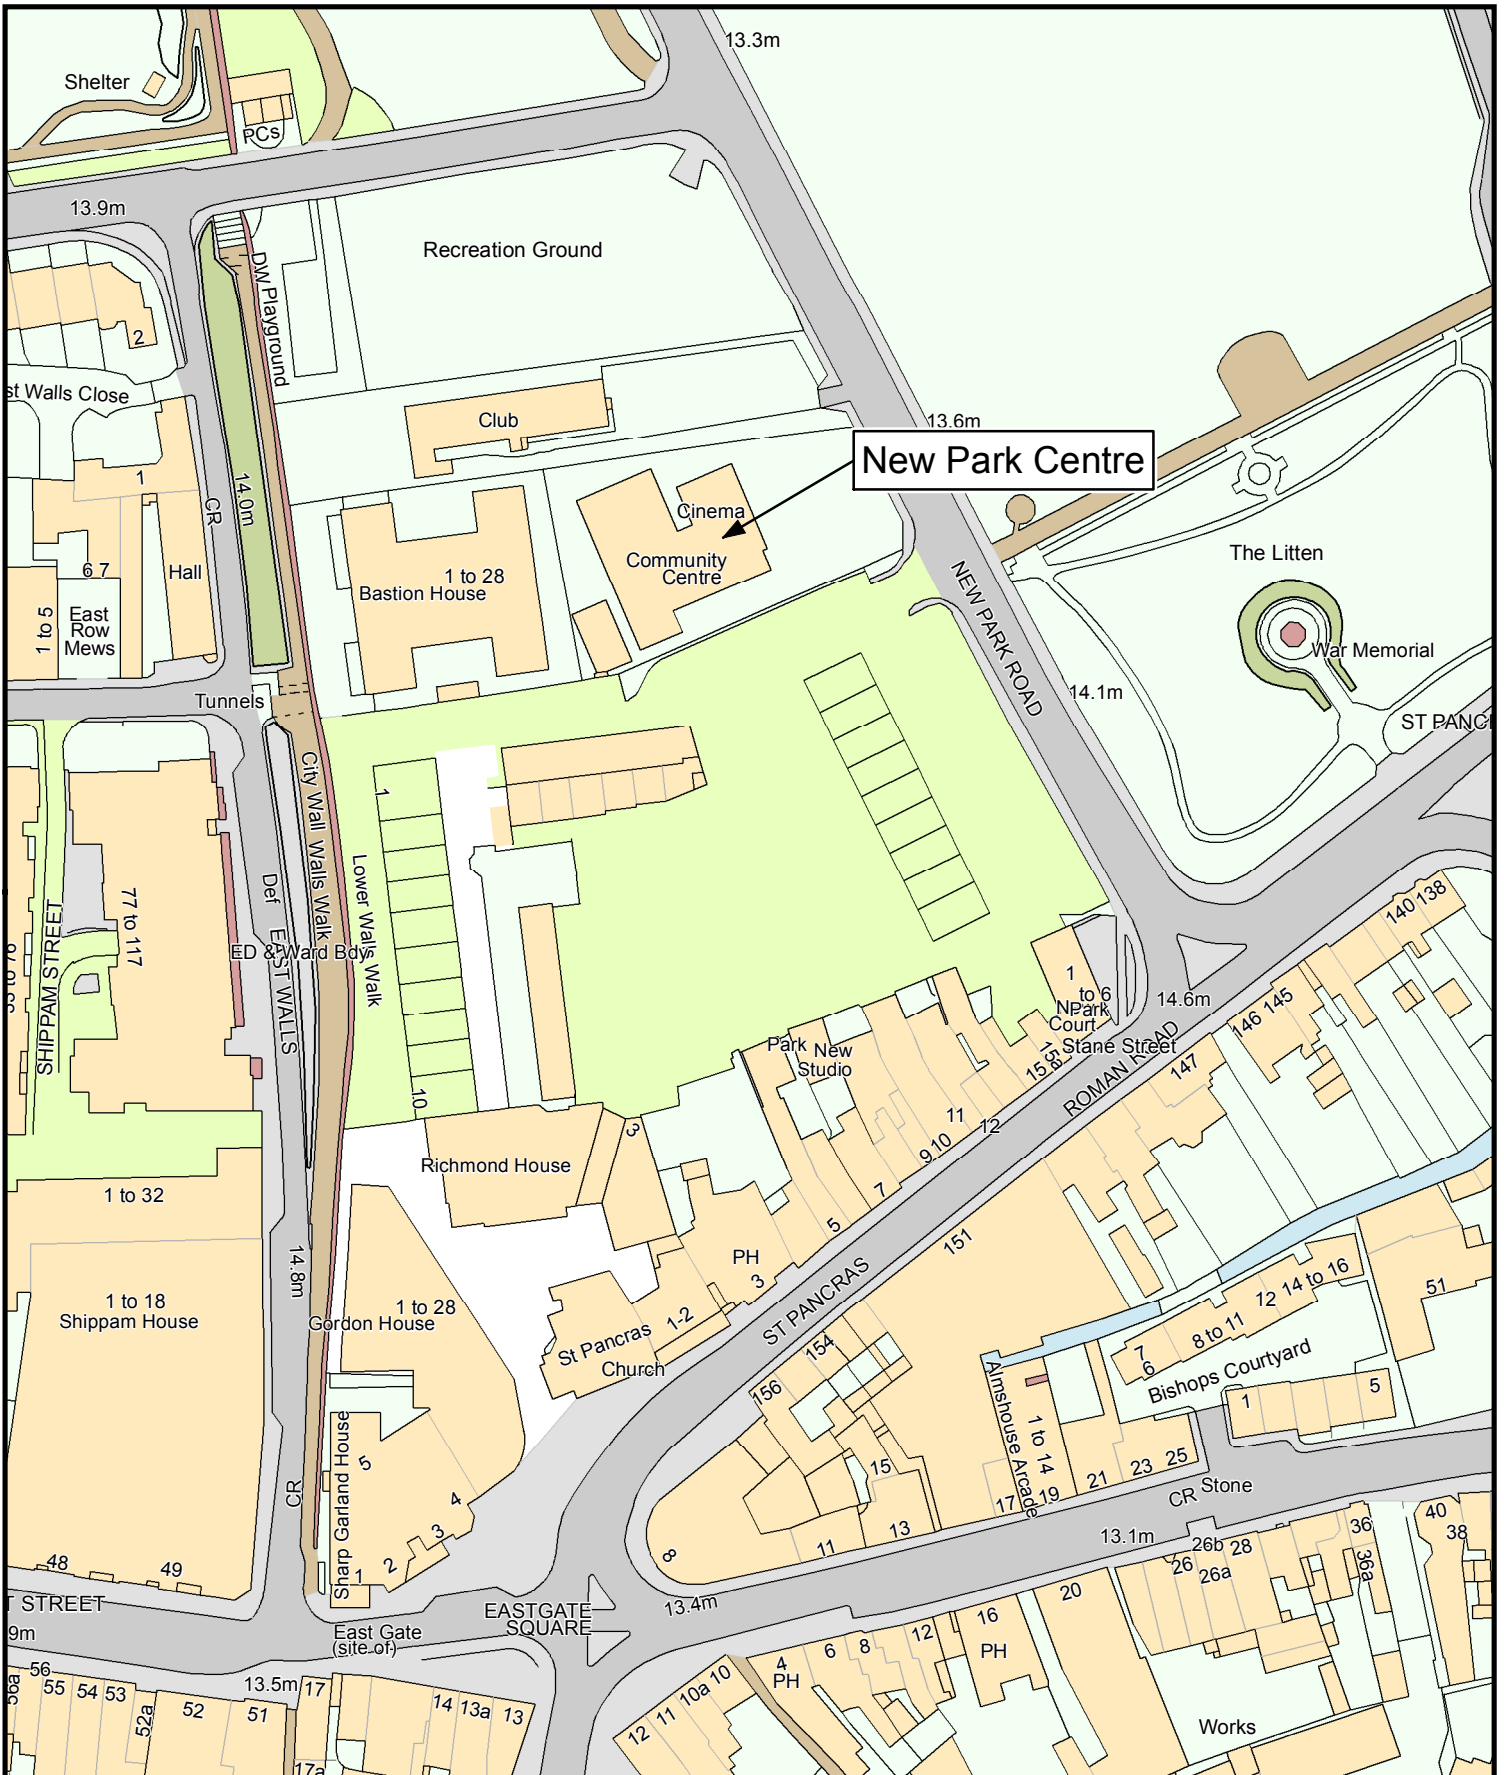 13.3m
Shelter
PCs
13.9m
Recreation Ground
DW Playground
2
st Walls Close
Club
13.6m
New Park Centre
1
CR
14.0m
Cinema
Community
Centre
The Litten
6 7
Hall
1 to 28
Bastion House
NEW PARK ROAD
1 to 5
East
Row
Mews
War Memorial
Tunnels
14.1m
ST PANC
City Wall Walls Walk
1
Lower Walls Walk
77 to 117
Def
ED & Ward Bdy
EAST WALLS
SHIPPAM STREET
140
138
1
to 6
N Park
Court
14.6m
146
145
Stane Street
ROMAN ROAD
147
Park New
Studio
15
15a
10
11
12
9
10
3
Richmond House
7
5
151
1 to 32
PH
3
ST PANCRAS
14.8m
1 to 18
Shippam House
1 to 28
Gordon House
1-2
St Pancras
Church
14 to 16
12
8 to 11
51
7
6
Bishops Courtyard
154
156
Almshouse Arcade
1 to 14
1
5
Sharp Garland House
5
4
3
2
1
CR
15
17
19
21
23
25
CR
Stone
13.1m
11
13
8
48
49
T STREET
9m
EASTGATE
SQUARE
13.4m
East Gate
(site of)
26
26b
26a
28
36
36a
40
38
20
16
PH
12
8
6
4
PH
56
56a
55
54
53
52a
52
51
13.5m
17
17a
14
13a
13
12
11
10a
10
Works